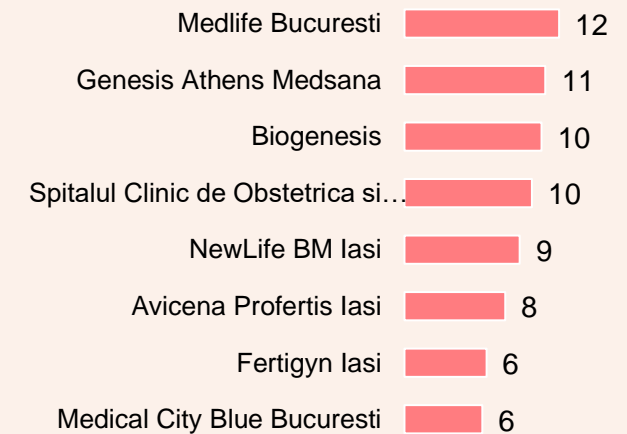 Medlife Bucuresti 12
Genesis Athens Medsana 11
Biogenesis 10
Spitalul Clinic de Obstetrica si… 10
NewLife BM Iasi 9
Avicena Profertis Iasi 8
Fertigyn Iasi 6
Medical City Blue Bucuresti 6